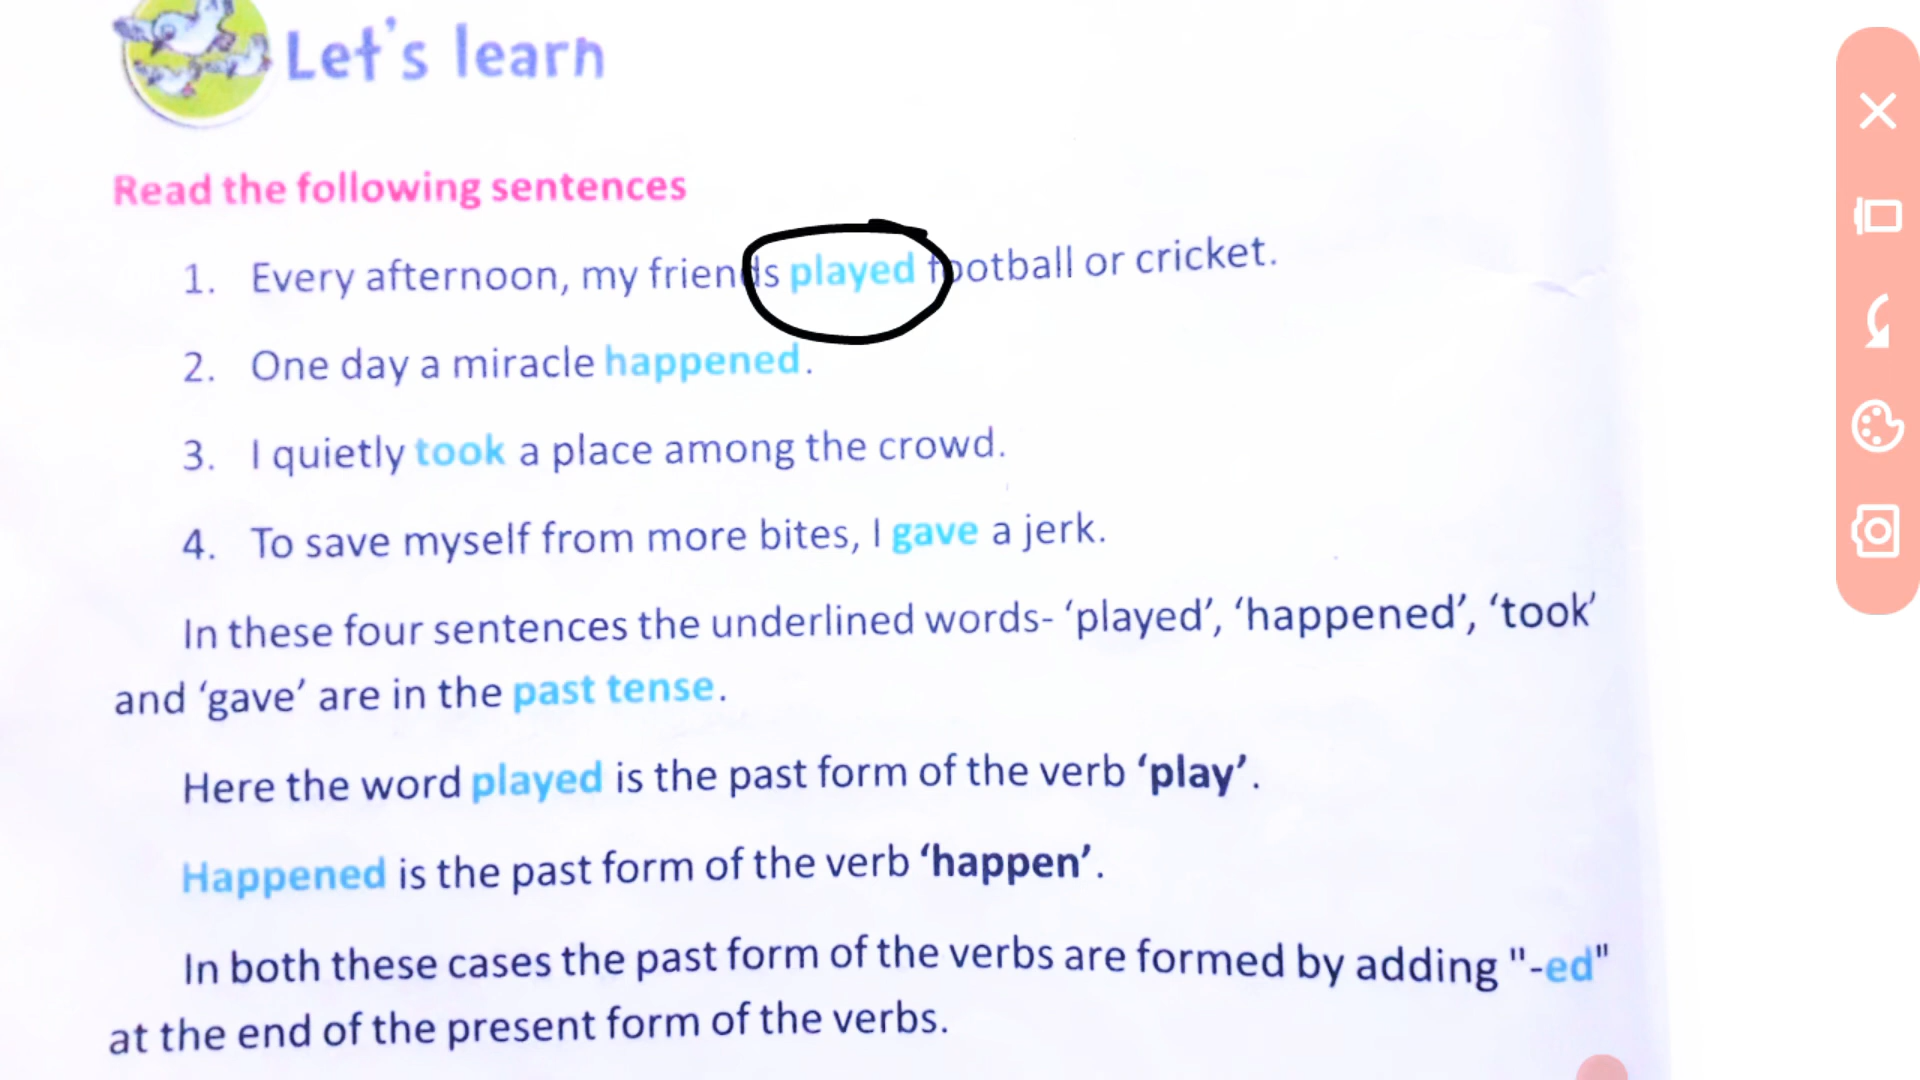 Let's learn
Read the following sentences
1. Every afternoon, my friends played football or cricket.
2. One day a miracle happened.
3. I quietly took a place among the crowd.
4. To save myself from more bites, I gave a jerk.
In these four sentences the underlined words- ‘played’, ‘happened’, ‘took’
and ‘gave’ are in the past tense.
Here the word played is the past form of the verb ‘play’.
Happened is the past form of the verb ‘happen’.
In both these cases the past form of the verbs are formed by adding "-ed"
at the end of the present form of the verbs.